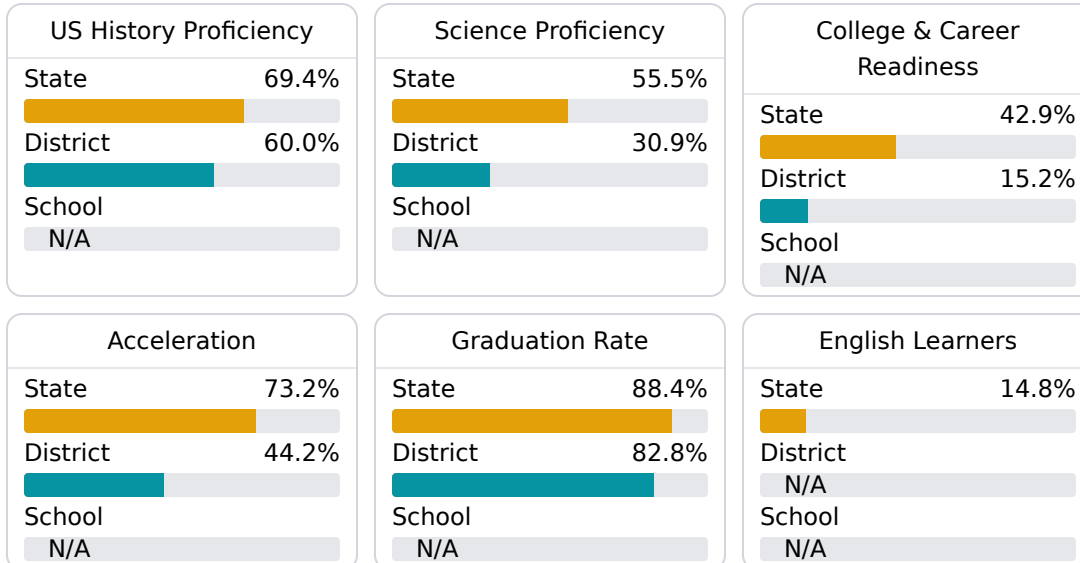 US History Proficiency
State 69.4%
District 60.0%
School
N/A
Science Proficiency
State 55.5%
District 30.9%
School
N/A
College & Career
Readiness
State 42.9%
District 15.2%
School
N/A
Acceleration
State 73.2%
District 44.2%
School
N/A
Graduation Rate
State 88.4%
District 82.8%
School
N/A
English Learners
State 14.8%
District
N/A
School
N/A